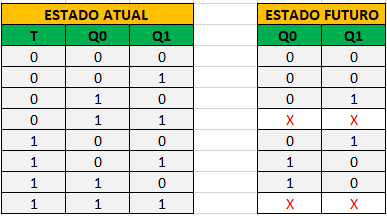 ESTADO ATUAL ESTADO FUTURO
T Q0 Q1 Q0 Q1
0 0 0 0 0
0 0 1 0 0
0 1 0 0 1
0 1 1 X X
1 0 0 0 1
1 0 1 1 0
1 1 0 1 0
1 1 1 X X